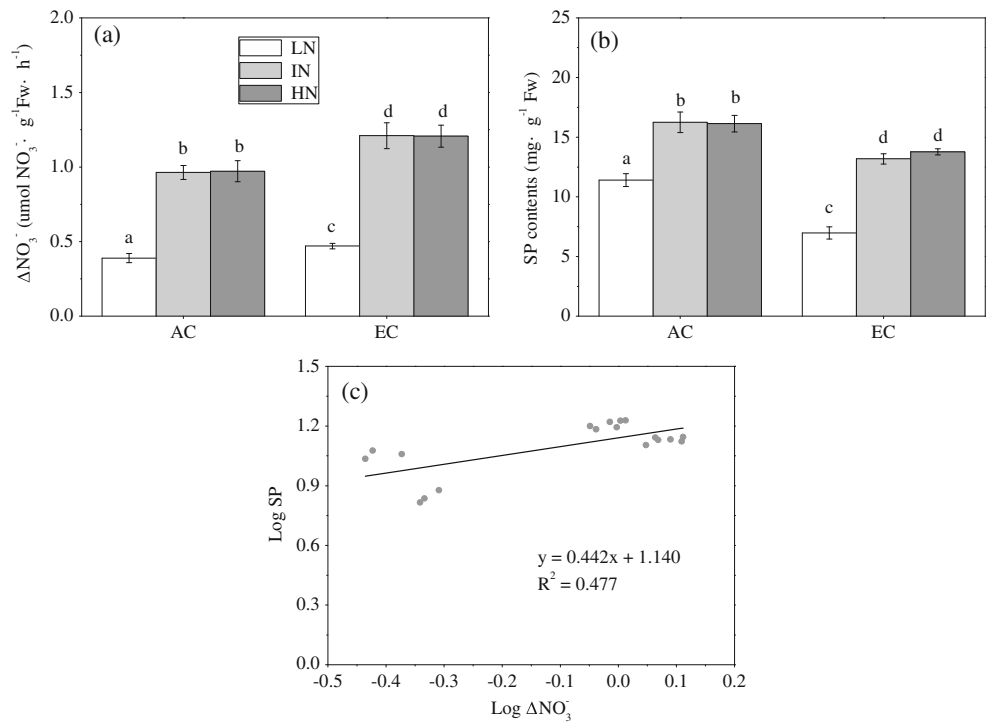 (a)
LN
IN
HN
2.0
1.5
1.0
0.5
0.0
ΔNO₃⁻ (umol NO₃⁻· g⁻¹Fw· h⁻¹)
a
b
b
c
d
d
AC
EC
(b)
25
20
15
10
5
0
SP contents (mg· g⁻¹ Fw)
a
b
b
c
d
d
AC
EC
(c)
1.5
1.2
0.9
0.6
0.3
0.0
Log SP
y = 0.442x + 1.140
R² = 0.477
-0.5 -0.4 -0.3 -0.2 -0.1 0.0 0.1 0.2
Log ΔNO₃⁻